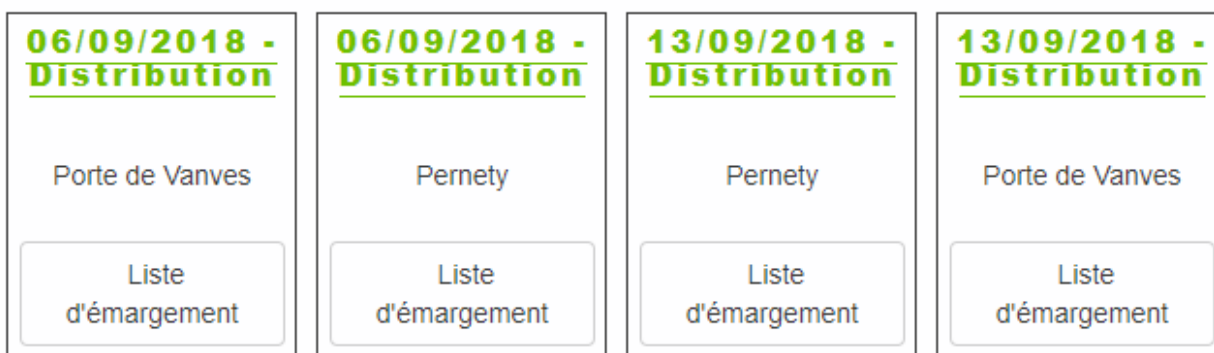 06/09/2018 -
Distribution
Porte de Vanves
Liste
d'émargement
06/09/2018 -
Distribution
Pernety
Liste
d'émargement
13/09/2018 -
Distribution
Pernety
Liste
d'émargement
13/09/2018 -
Distribution
Porte de Vanves
Liste
d'émargement